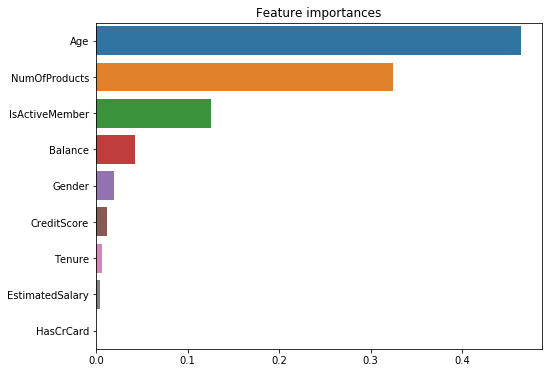 Feature importances
Age
NumOfProducts
IsActiveMember
Balance
Gender
CreditScore
Tenure
EstimatedSalary
HasCrCard
0.0 0.1 0.2 0.3 0.4